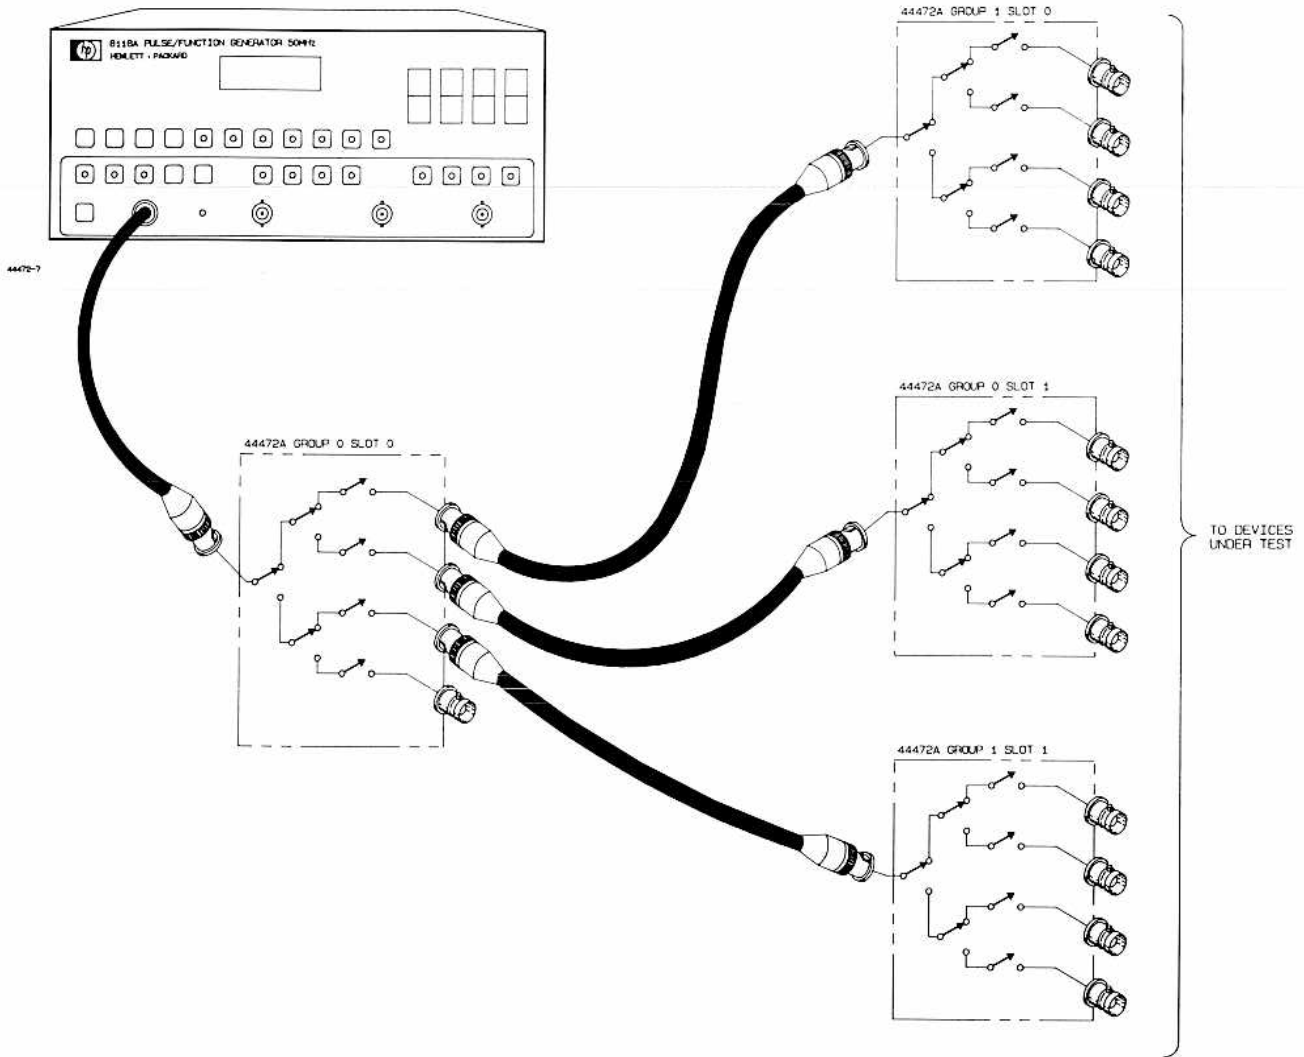 44472A GROUP 1 SLOT 0
hp
8116A PULSE/FUNCTION GENERATOR 50MHz
HEWLETT · PACKARD
44472-7
44472A GROUP 0 SLOT 1
44472A GROUP 0 SLOT 0
TO DEVICES
UNDER TEST
44472A GROUP 1 SLOT 1